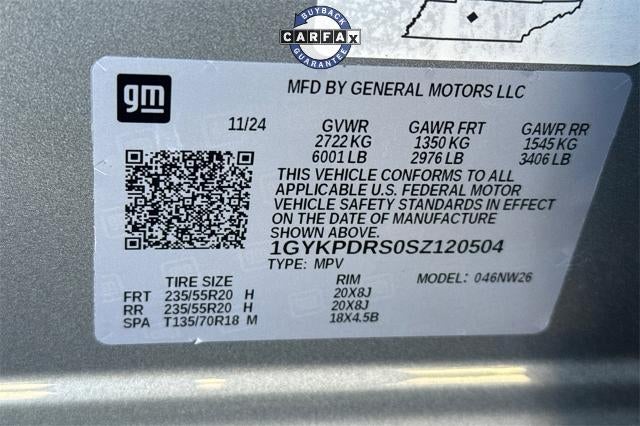 BUYBACK
CARFAX
GUARANTEE
gm
MFD BY GENERAL MOTORS LLC
11/24 GVWR GAWR FRT GAWR RR
2722 KG 1350 KG 1545 KG
6001 LB 2976 LB 3406 LB
THIS VEHICLE CONFORMS TO ALL
APPLICABLE U.S. FEDERAL MOTOR
VEHICLE SAFETY STANDARDS IN EFFECT
ON THE DATE OF MANUFACTURE
SHOWN ABOVE.
1GYKPDRS0SZ120504
TYPE: MPV MODEL: 046NW26
TIRE SIZE RIM
FRT 235/55R20 H 20X8J
RR 235/55R20 H 20X8J
SPA T135/70R18 M 18X4.5B